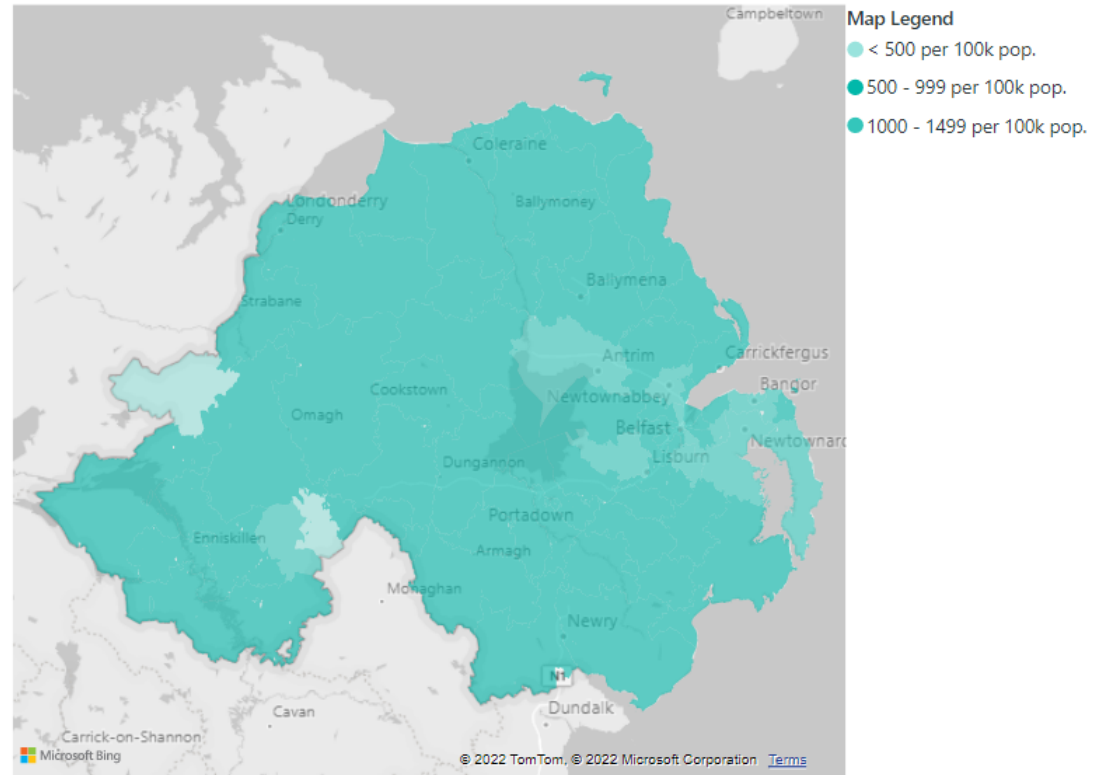 Campbeltown
Map Legend
< 500 per 100k pop.
500 - 999 per 100k pop.
1000 - 1499 per 100k pop.
Coleraine
Londonderry
Derry
Ballymoney
Ballymena
Strabane
Antrim
Carrickfergus
Cookstown
Newtownabbey
Bangor
Omagh
Belfast
Newtownarc
Dungannon
Lisburn
Portadown
Enniskillen
Armagh
Monaghan
Newry
N1
Dundalk
Cavan
Carrick-on-Shannon
Microsoft Bing
© 2022 TomTom, © 2022 Microsoft Corporation Terms